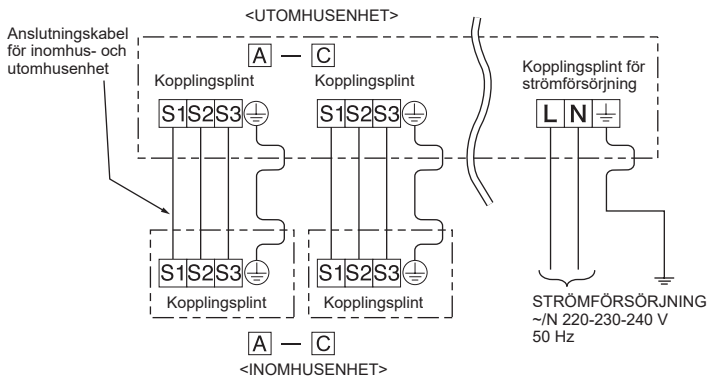 <UTOMHUSENHET>
Anslutningskabel
för inomhus- och
utomhusenhet
A — C
Kopplingsplint
Kopplingsplint
Kopplingsplint för
strömförsörjning
S1 S2 S3
S1 S2 S3
L N
S1 S2 S3
S1 S2 S3
Kopplingsplint
Kopplingsplint
STRÖMFÖRSÖRJNING
~/N 220-230-240 V
50 Hz
A — C
<INOMHUSENHET>